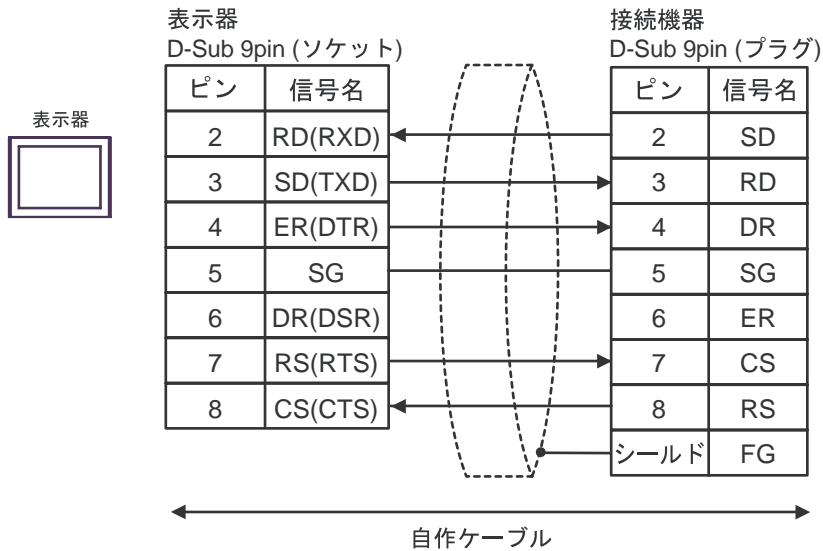 表示器
表示器
D-Sub 9pin (ソケット)
接続機器
D-Sub 9pin (プラグ)
ピン 信号名 ピン 信号名
2 RD(RXD) 2 SD
3 SD(TXD) 3 RD
4 ER(DTR) 4 DR
5 SG 5 SG
6 DR(DSR) 6 ER
7 RS(RTS) 7 CS
8 CS(CTS) 8 RS
シールド FG
自作ケーブル